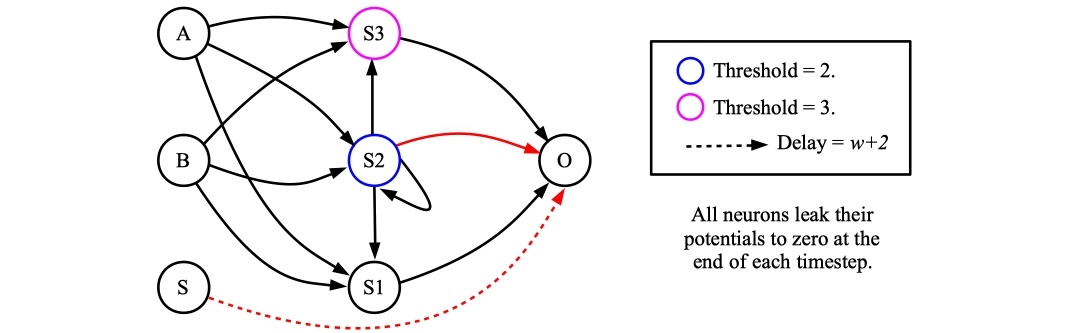 A
S3
B
S2
O
S
S1
Threshold = 2.
Threshold = 3.
Delay = w+2
All neurons leak their
potentials to zero at the
end of each timestep.